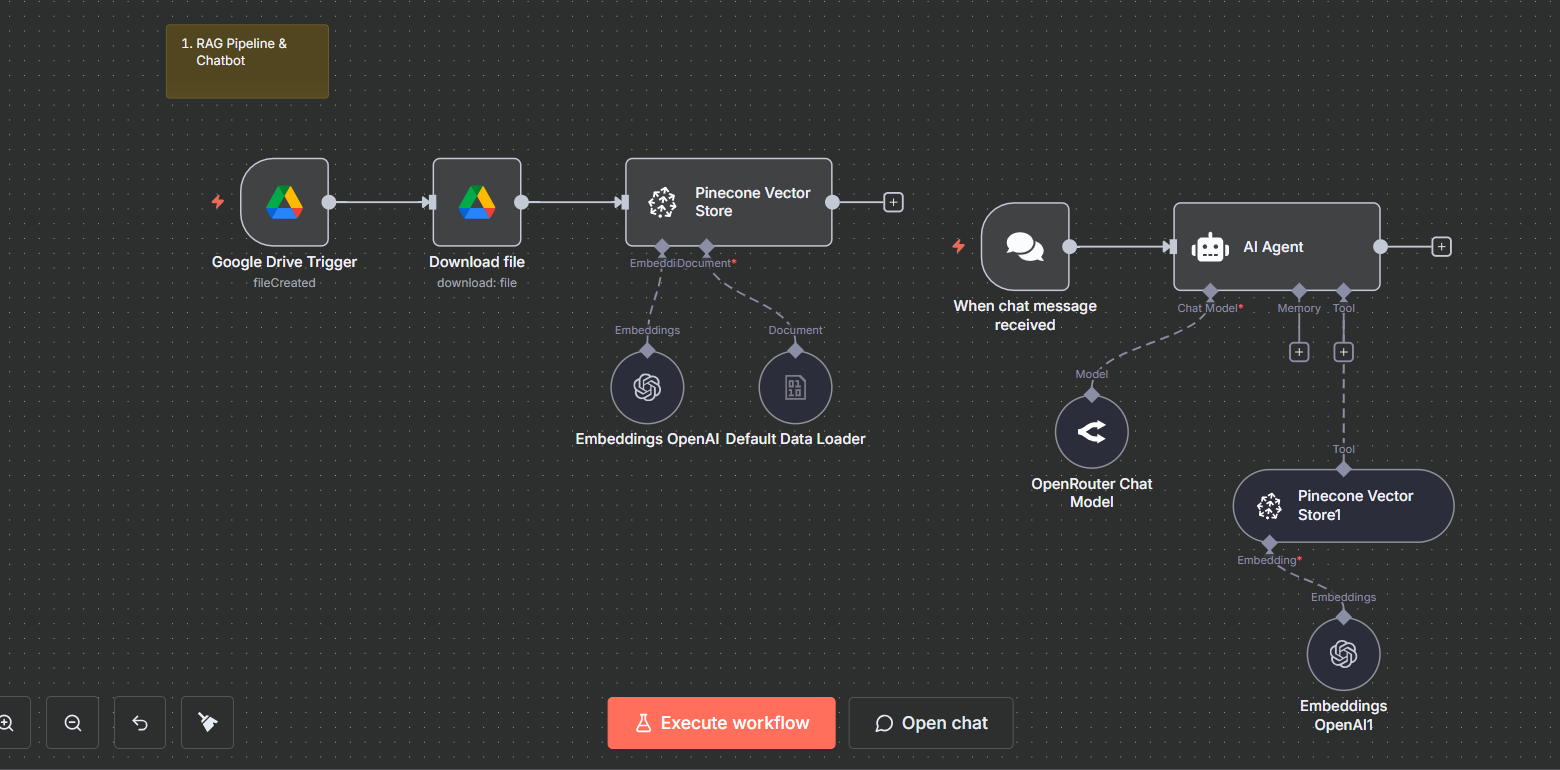 1. RAG Pipeline &
Chatbot
Google Drive Trigger
fileCreated
Download file
download: file
Pinecone Vector
Store
Embeddi
Document*
Embeddings
Document
Embeddings OpenAI
Default Data Loader
When chat message
received
AI Agent
Chat Model*
Memory
Tool
Model
OpenRouter Chat
Model
Tool
Pinecone Vector
Store1
Embedding*
Embeddings
Embeddings
OpenAI1
Execute workflow
Open chat